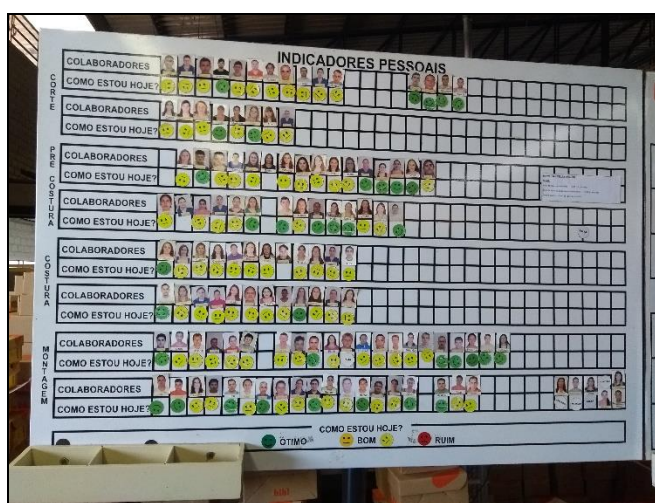 INDICADORES PESSOAIS
CORTE
COLABORADORES
COMO ESTOU HOJE?
COLABORADORES
COMO ESTOU HOJE?
PRE COSTURA
COLABORADORES
COMO ESTOU HOJE?
COLABORADORES
COMO ESTOU HOJE?
COSTURA
COLABORADORES
COMO ESTOU HOJE?
COLABORADORES
COMO ESTOU HOJE?
MONTAGEM
COLABORADORES
COMO ESTOU HOJE?
COLABORADORES
COMO ESTOU HOJE?
COMO ESTOU HOJE?
ÓTIMO BOM RUIM
bibi